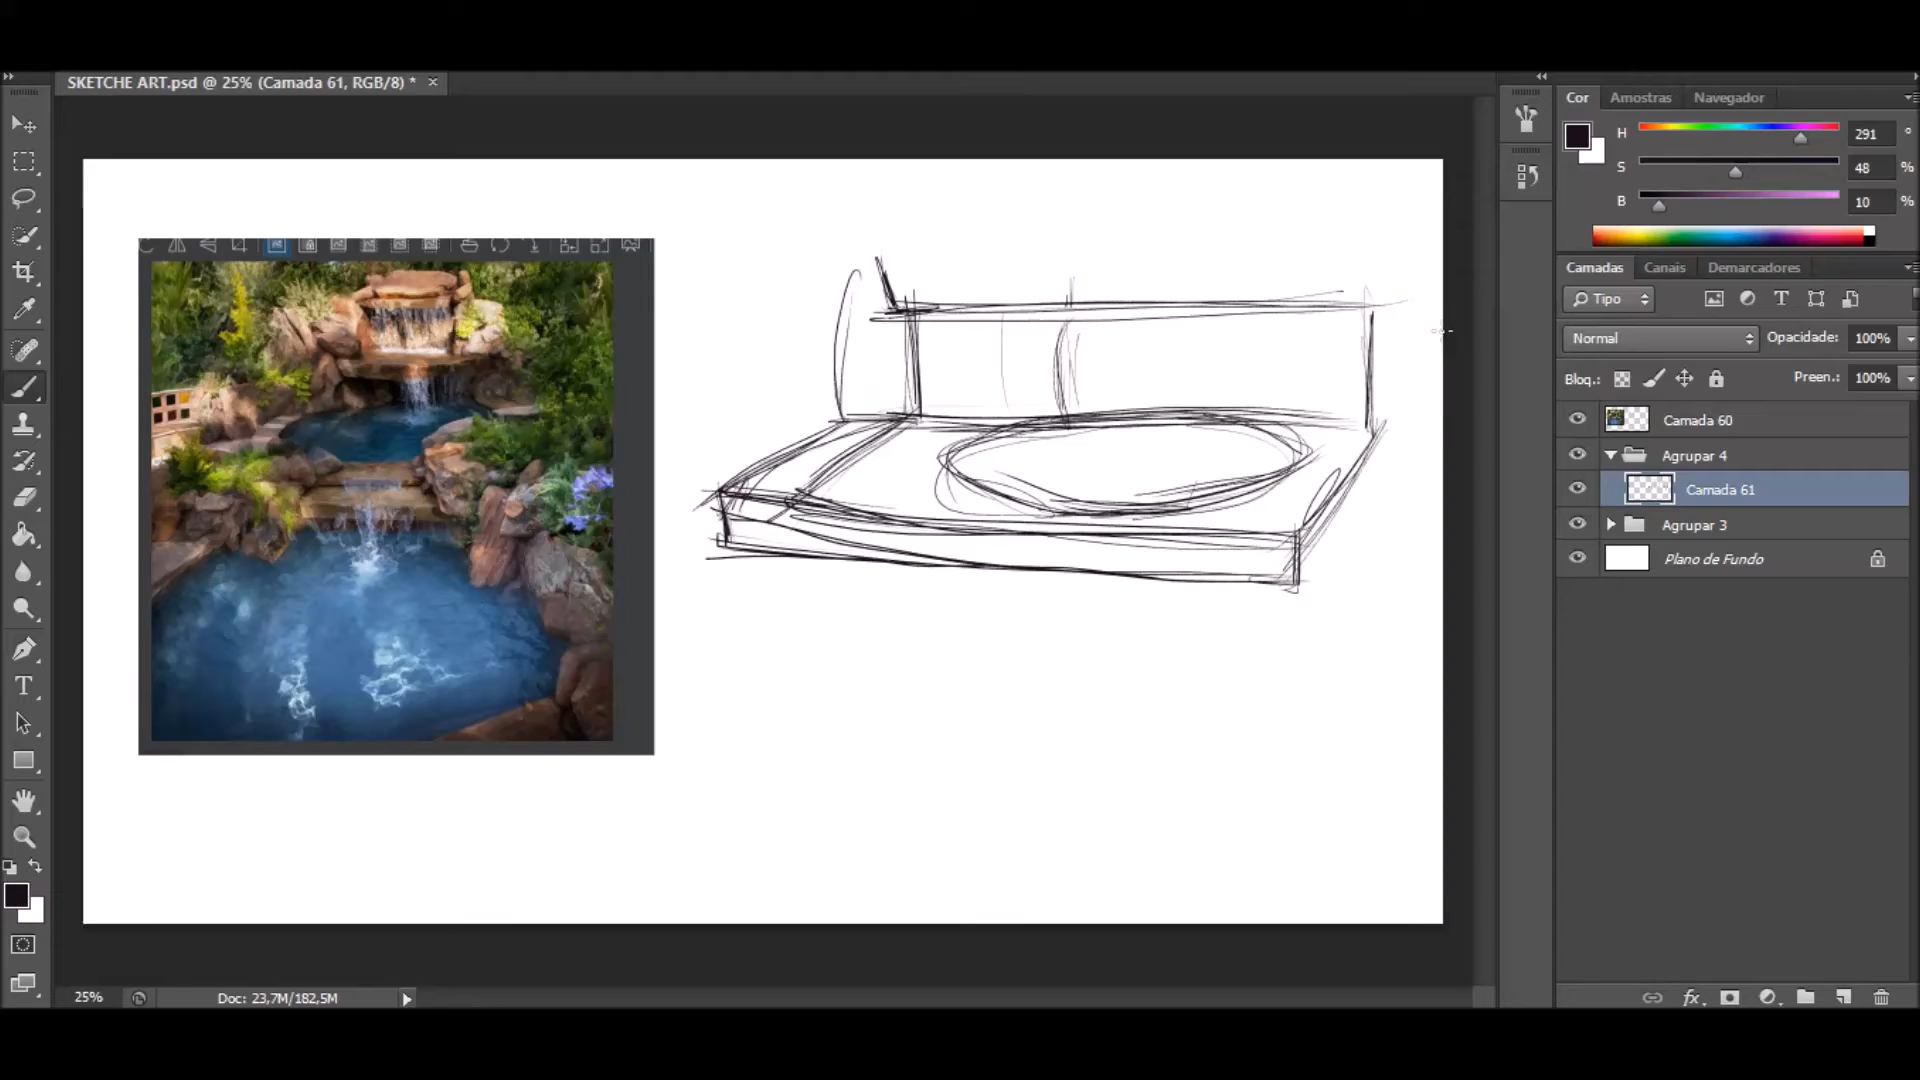 SKETCHE ART.psd @ 25% (Camada 61, RGB/8) *
Cor Amostras Navegador
H 291 °
S 48 %
B 10 %
Camadas Canais Demarcadores
Tipo
Normal Opacidade: 100%
Bloq.: Preen.: 100%
Camada 60
Agrupar 4
Camada 61
Agrupar 3
Plano de Fundo
fx
25% Doc: 23,7M/182,5M